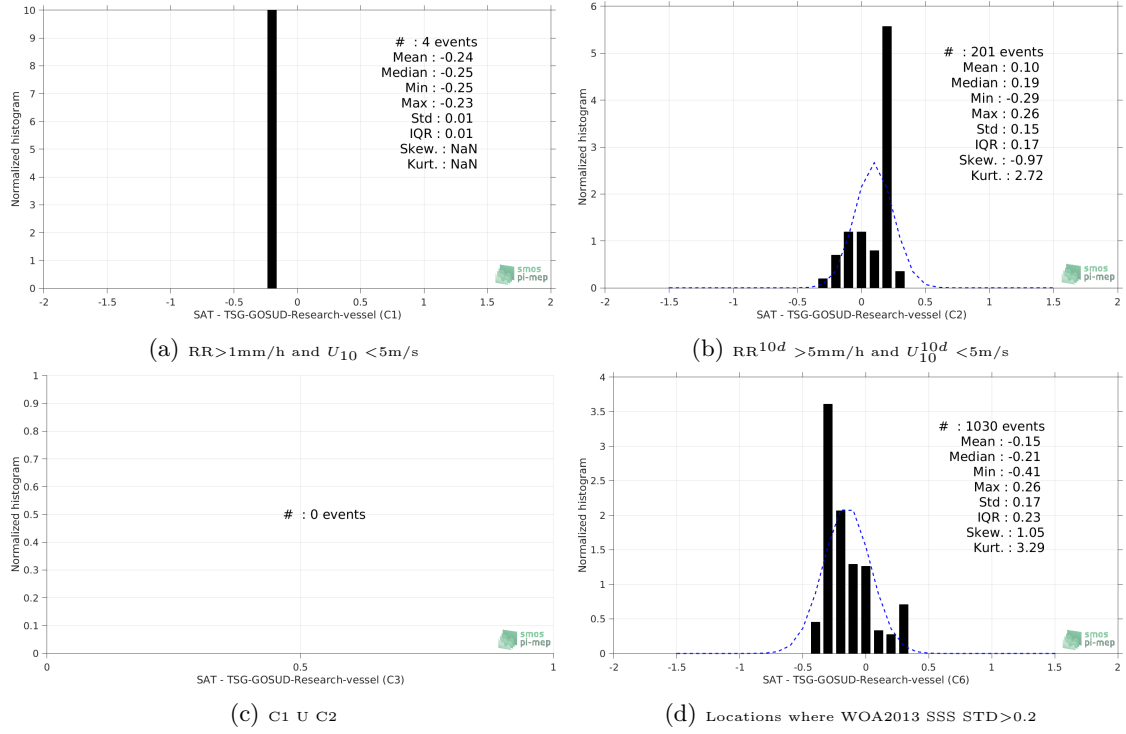 10
9
8
7
6
5
4
3
2
1
0
Normalized histogram
# : 4 events
Mean : -0.24
Median : -0.25
Min : -0.25
Max : -0.23
Std : 0.01
IQR : 0.01
Skew. : NaN
Kurt. : NaN
smos
pi-mep
-2 -1.5 -1 -0.5 0 0.5 1 1.5 2
SAT - TSG-GOSUD-Research-vessel (C1)
(a) RR>1mm/h and U10 <5m/s
6
5
4
3
2
1
0
Normalized histogram
# : 201 events
Mean : 0.10
Median : 0.19
Min : -0.29
Max : 0.26
Std : 0.15
IQR : 0.17
Skew. : -0.97
Kurt. : 2.72
smos
pi-mep
-2 -1.5 -1 -0.5 0 0.5 1 1.5 2
SAT - TSG-GOSUD-Research-vessel (C2)
(b) RR10d >5mm/h and U10d10 <5m/s
1
0.9
0.8
0.7
0.6
0.5
0.4
0.3
0.2
0.1
0
Normalized histogram
# : 0 events
smos
pi-mep
0 0.5 1
SAT - TSG-GOSUD-Research-vessel (C3)
(c) C1 U C2
4
3.5
3
2.5
2
1.5
1
0.5
0
Normalized histogram
# : 1030 events
Mean : -0.15
Median : -0.21
Min : -0.41
Max : 0.26
Std : 0.17
IQR : 0.23
Skew. : 1.05
Kurt. : 3.29
smos
pi-mep
-2 -1.5 -1 -0.5 0 0.5 1 1.5 2
SAT - TSG-GOSUD-Research-vessel (C6)
(d) Locations where WOA2013 SSS STD>0.2